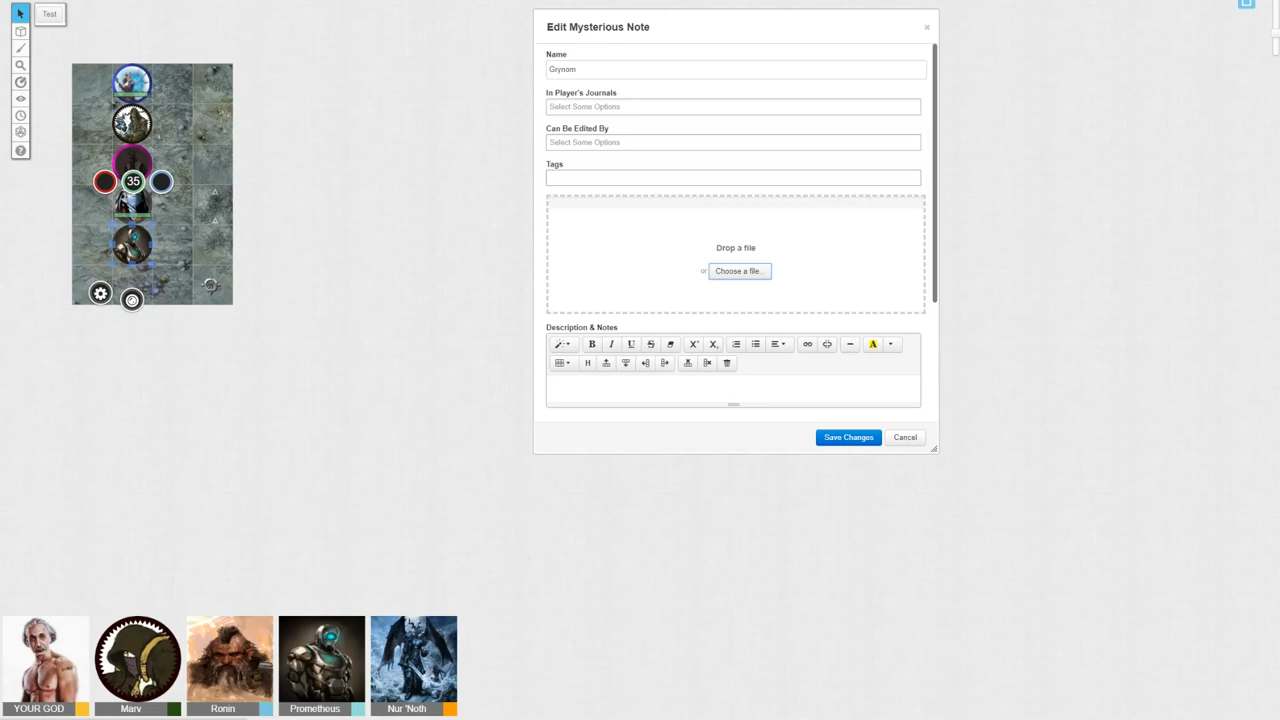 Test
Edit Mysterious Note
×
Name
Grynom
In Player's Journals
Select Some Options
Can Be Edited By
Select Some Options
Tags
35
Drop a file
or Choose a file...
Description & Notes
B I U S X' X, A
H
Save Changes Cancel
YOUR GOD Marv Ronin Prometheus Nur 'Noth